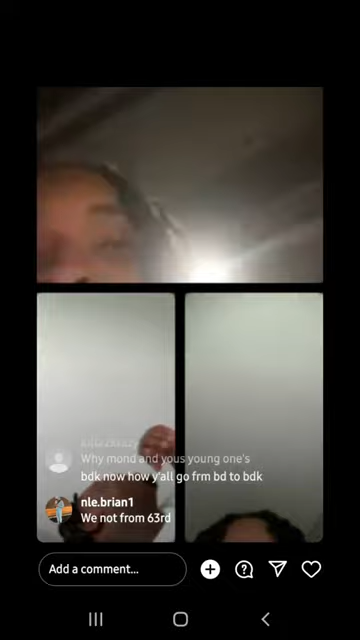 Why mond and yous young one's
bdk now how y'all go frm bd to bdk
nle.brian1
We not from 63rd
Add a comment...